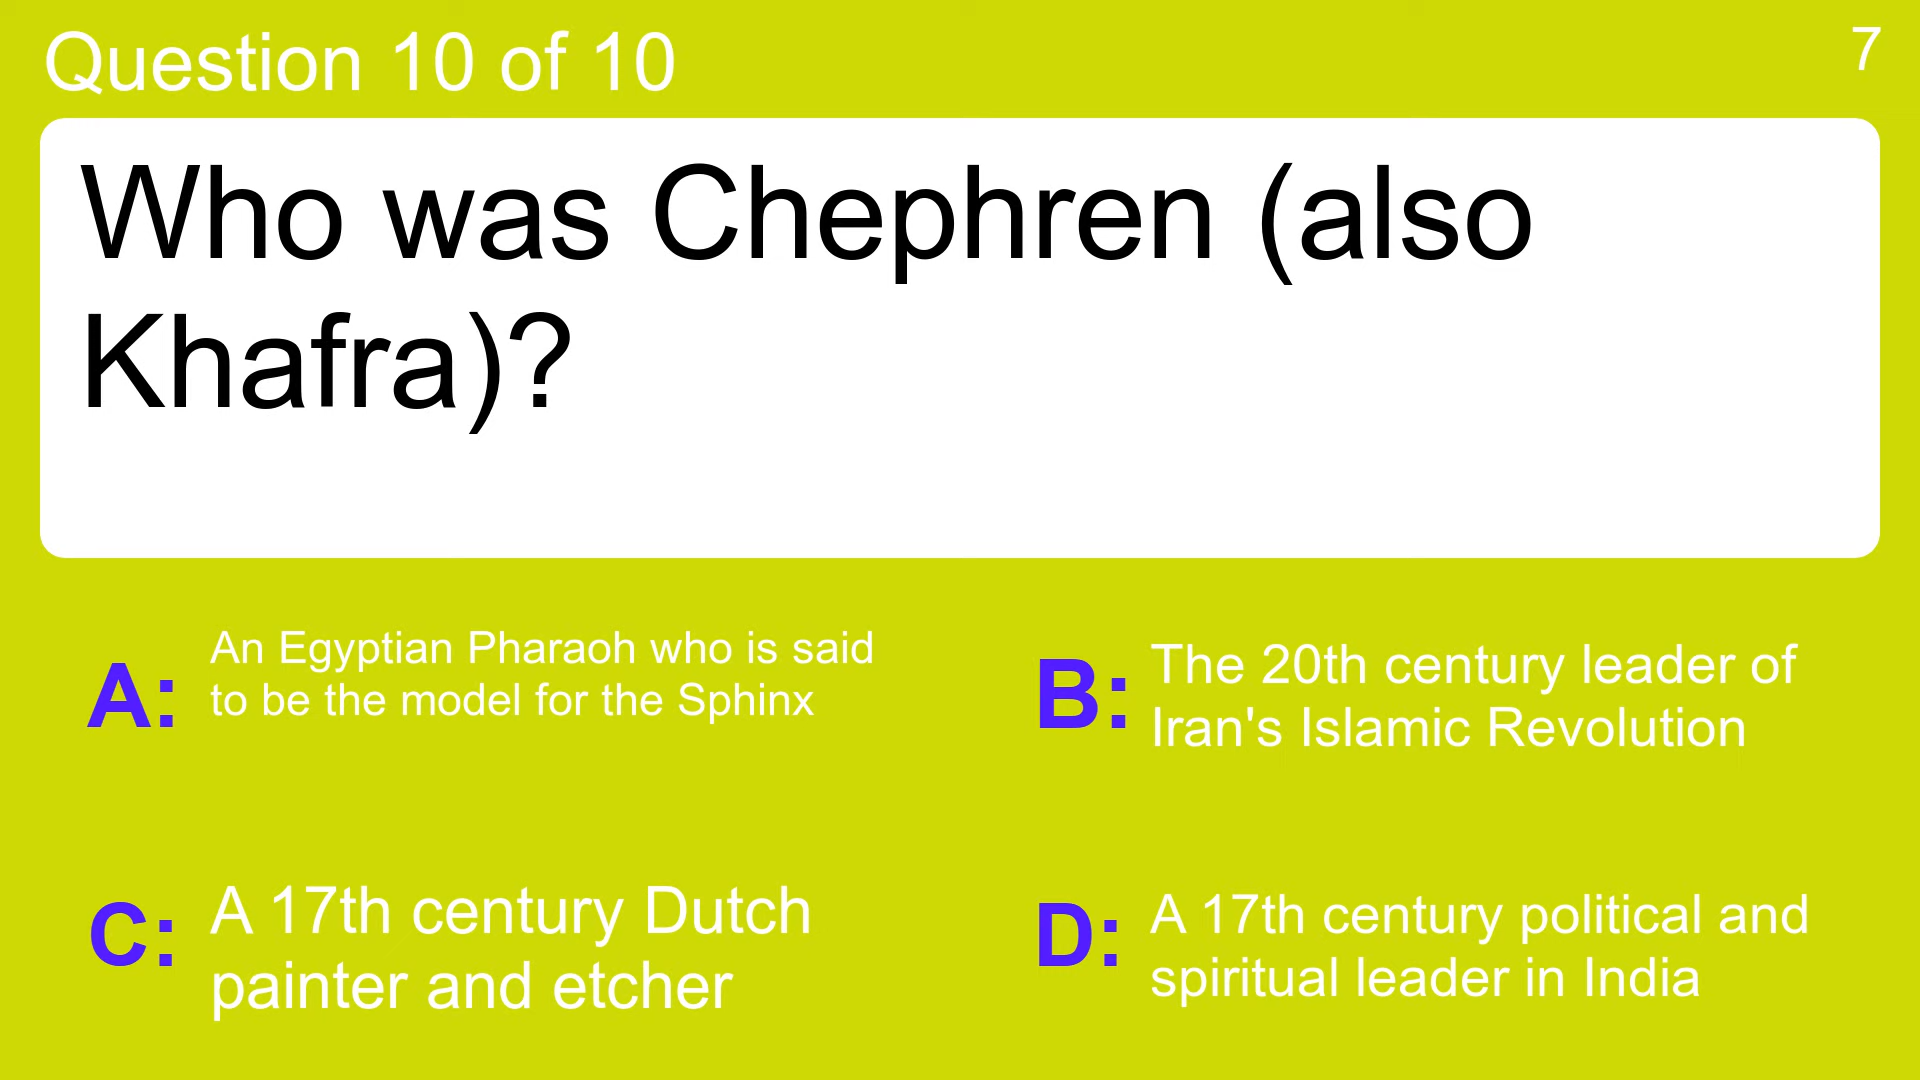 Question 10 of 10
7
Who was Chephren (also
Khafra)?
A:
An Egyptian Pharaoh who is said
to be the model for the Sphinx
B:
The 20th century leader of
Iran's Islamic Revolution
C:
A 17th century Dutch
painter and etcher
D:
A 17th century political and
spiritual leader in India